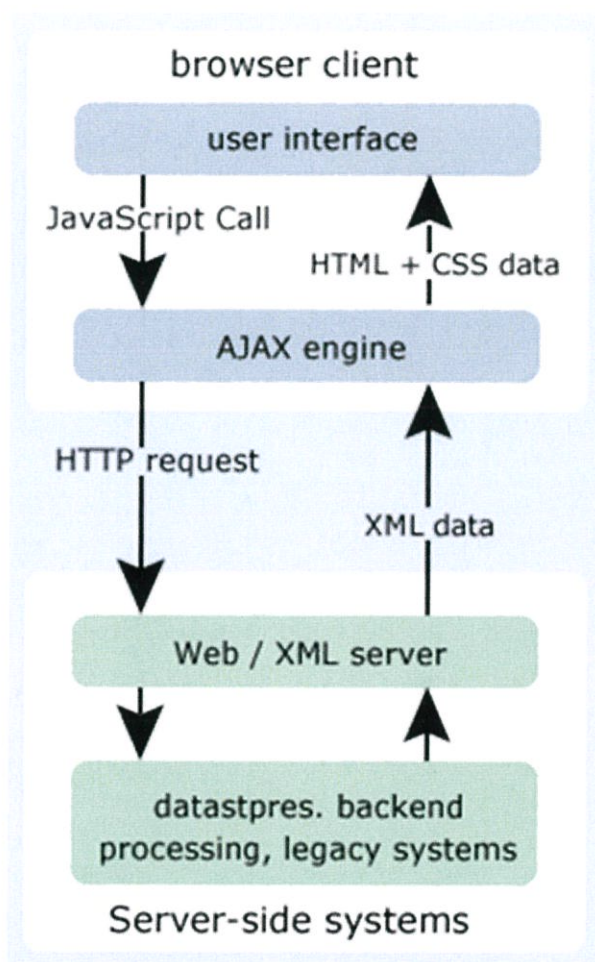 browser client
user interface
JavaScript Call
HTML + CSS data
AJAX engine
HTTP request
XML data
Web / XML server
datastpres. backend
processing, legacy systems
Server-side systems